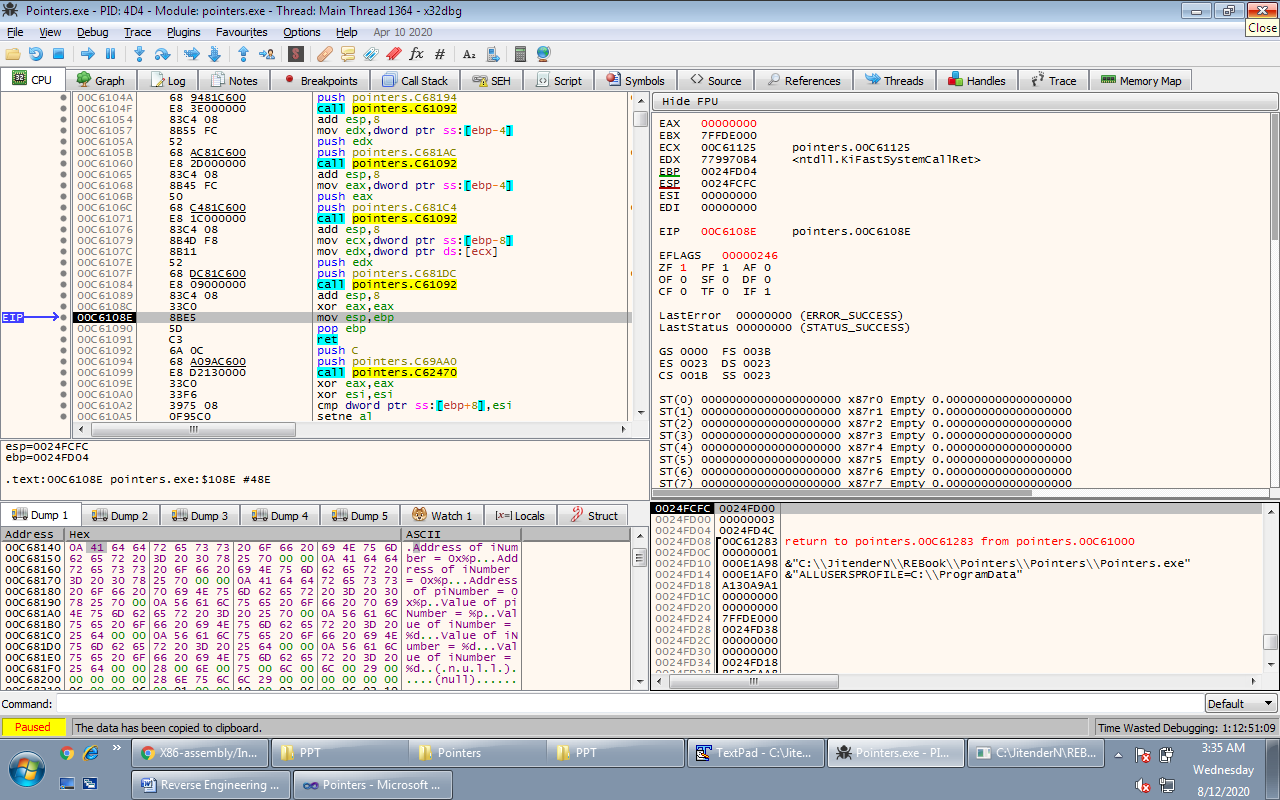 Pointers.exe - PID: 4D4 - Module: pointers.exe - Thread: Main Thread 1364 - x32dbg
Close
File View Debug Trace Plugins Favourites Options Help Apr 10 2020
CPU Graph Log Notes Breakpoints Call Stack SEH Script Symbols Source References Threads Handles Trace Memory Map
00C6104A 68 9481C600 push pointers.C68194
00C6104F E8 3E000000 call pointers.C61092
00C61054 83C4 08 add esp,8
00C61057 8B55 FC mov edx,dword ptr ss:[ebp-4]
52 push edx
00C6105B 68 AC81C600 push pointers.C681AC
00C61060 E8 2D000000 call pointers.C61092
00C61065 83C4 08 add esp,8
00C61068 8B45 FC mov eax,dword ptr ss:[ebp-4]
00C6106B 50 push eax
00C6106C 68 C481C600 push pointers.C681C4
00C61071 E8 1C000000 call pointers.C61092
00C61076 83C4 08 add esp,8
00C61079 8B4D F8 mov ecx,dword ptr ss:[ebp-8]
00C6107C 8B11 mov edx,dword ptr ds:[ecx]
00C6107E 52 push edx
00C6107F 68 DC81C600 push pointers.C681DC
00C61084 E8 09000000 call pointers.C61092
00C61089 83C4 08 add esp,8
00C6108C 33C0 xor eax,eax
EIP 00C6108E 8BE5 mov esp,ebp
00C61090 5D pop ebp
00C61091 C3 ret
00C61092 6A 0C push C
00C61094 68 A09AC600 push pointers.C69AA0
00C61099 E8 D2130000 call pointers.C62470
00C6109E 33C0 xor eax,eax
00C610A0 33F6 xor esi,esi
00C610A2 3975 08 cmp dword ptr ss:[ebp+8],esi
00C610A5 0F95C0 setne al
Hide FPU
EAX 00000000
EBX 7FFDE000
ECX 00C61125 pointers.00C61125
EDX 779970B4 <ntdll.KiFastSystemCallRet>
EBP 0024FD04
ESP 0024FCFC
ESI 00000000
EDI 00000000
EIP 00C6108E pointers.00C6108E
EFLAGS 00000246
ZF 1 PF 1 AF 0
OF 0 SF 0 DF 0
CF 0 TF 0 IF 1
LastError 00000000 (ERROR_SUCCESS)
LastStatus 00000000 (STATUS_SUCCESS)
GS 0000 FS 003B
ES 0023 DS 0023
CS 001B SS 0023
ST(0) 00000000000000000000 x87r0 Empty 0.000000000000000000
ST(1) 00000000000000000000 x87r1 Empty 0.000000000000000000
ST(2) 00000000000000000000 x87r2 Empty 0.000000000000000000
ST(3) 00000000000000000000 x87r3 Empty 0.000000000000000000
ST(4) 00000000000000000000 x87r4 Empty 0.000000000000000000
ST(5) 00000000000000000000 x87r5 Empty 0.000000000000000000
ST(6) 00000000000000000000 x87r6 Empty 0.000000000000000000
ST(7) 00000000000000000000 x87r7 Empty 0.000000000000000000
esp=0024FCFC
ebp=0024FD04
.text:00C6108E pointers.exe:$108E #48E
Dump 1 Dump 2 Dump 3 Dump 4 Dump 5 Watch 1 Locals Struct
Address Hex ASCII
00C68140 0A 41 64 64 72 65 73 73 20 6F 66 20 69 4E 75 6D .Address of iNum
00C68150 62 65 72 20 3D 20 30 78 25 70 00 00 0A 41 64 64 ber = 0x%p...Add
00C68160 72 65 73 73 20 6F 66 20 69 4E 75 6D 62 65 72 20 ress of iNumber
00C68170 3D 20 30 78 25 70 00 00 0A 41 64 64 72 65 73 73 = 0x%p...Address
00C68180 20 6F 66 20 70 69 4E 75 6D 62 65 72 20 3D 20 30 of piNumber = 0
00C68190 78 25 70 00 0A 56 61 6C 75 65 20 6F 66 20 70 69 x%p..Value of pi
00C681A0 4E 75 6D 62 65 72 20 3D 20 25 70 00 0A 56 61 6C Number = %p..Val
00C681B0 75 65 20 6F 66 20 69 4E 75 6D 62 65 72 20 3D 20 ue of iNumber =
00C681C0 25 64 00 00 0A 56 61 6C 75 65 20 6F 66 20 69 4E %d...Value of iN
00C681D0 75 6D 62 65 72 20 3D 20 25 64 00 00 0A 56 61 6C umber = %d...Val
00C681E0 75 65 20 6F 66 20 69 4E 75 6D 62 65 72 20 3D 20 ue of iNumber =
00C681F0 25 64 00 00 28 00 6E 00 75 00 6C 00 6C 00 29 00 %d..(.n.u.l.l.).
00C68200 00 00 00 00 28 6E 75 6C 6C 29 00 00 00 00 00 00 ....(null)......
0024FCFC 0024FD00
0024FD00 00000003
0024FD04 0024FD4C
0024FD08 00C61283 return to pointers.00C61283 from pointers.00C61000
0024FD0C 00000001
0024FD10 000E1A98 &"C:\\JitenderN\\REBook\\Pointers\\Pointers\\Pointers.exe"
0024FD14 000E1AF0 &"ALLUSERSPROFILE=C:\\ProgramData"
0024FD18 A130A9A1
0024FD1C 00000000
0024FD20 00000000
0024FD24 7FFDE000
0024FD28 0024FD38
0024FD2C 00000000
0024FD30 00000000
0024FD34 0024FD18
Command: Default
Paused The data has been copied to clipboard. Time Wasted Debugging: 1:12:51:09
X86-assembly/In... PPT Pointers PPT TextPad - C:\Jite... Pointers.exe - PI... C:\JitenderN\REB...
Reverse Engineering ... Pointers - Microsoft ...
3:35 AM
Wednesday
8/12/2020